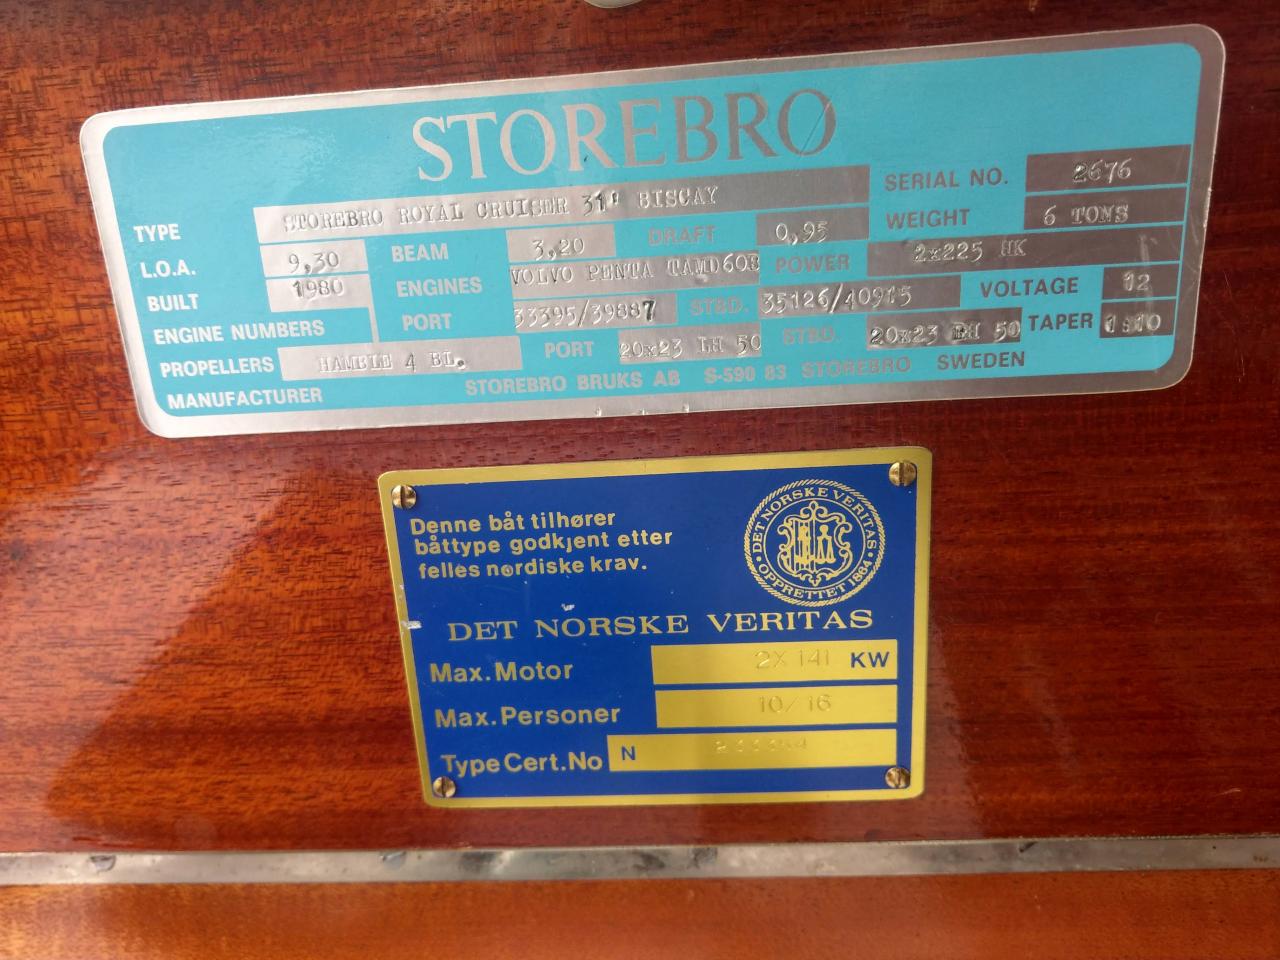 STOREBRO
TYPE STOREBRO ROYAL CRUISER 31' BISCAY SERIAL NO. 2676
L.O.A. 9,30 BEAM 3,20 DRAFT 0,95 WEIGHT 6 TONS
BUILT 1980 ENGINES VOLVO PENTA TAMD60B POWER 2x225 HK
ENGINE NUMBERS PORT 33395/39887 STBD. 35126/40915 VOLTAGE 12
PROPELLERS HAMBLE 4 BL. PORT 20x23 LH 50 STBD. 20x23 RH 50 TAPER 1:10
MANUFACTURER STOREBRO BRUKS AB S-590 83 STOREBRO SWEDEN
Denne båt tilhører
båttype godkjent etter
felles nordiske krav.
DET NORSKE VERITAS · OPPRETTET 1864 ·
DET NORSKE VERITAS
Max. Motor 2X 141 KW
Max. Personer 10/16
Type Cert. No N